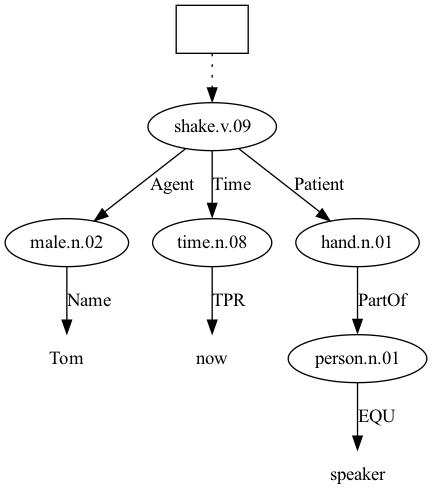 shake.v.09
Agent Time Patient
male.n.02 time.n.08 hand.n.01
Name TPR PartOf
Tom now person.n.01
EQU
speaker